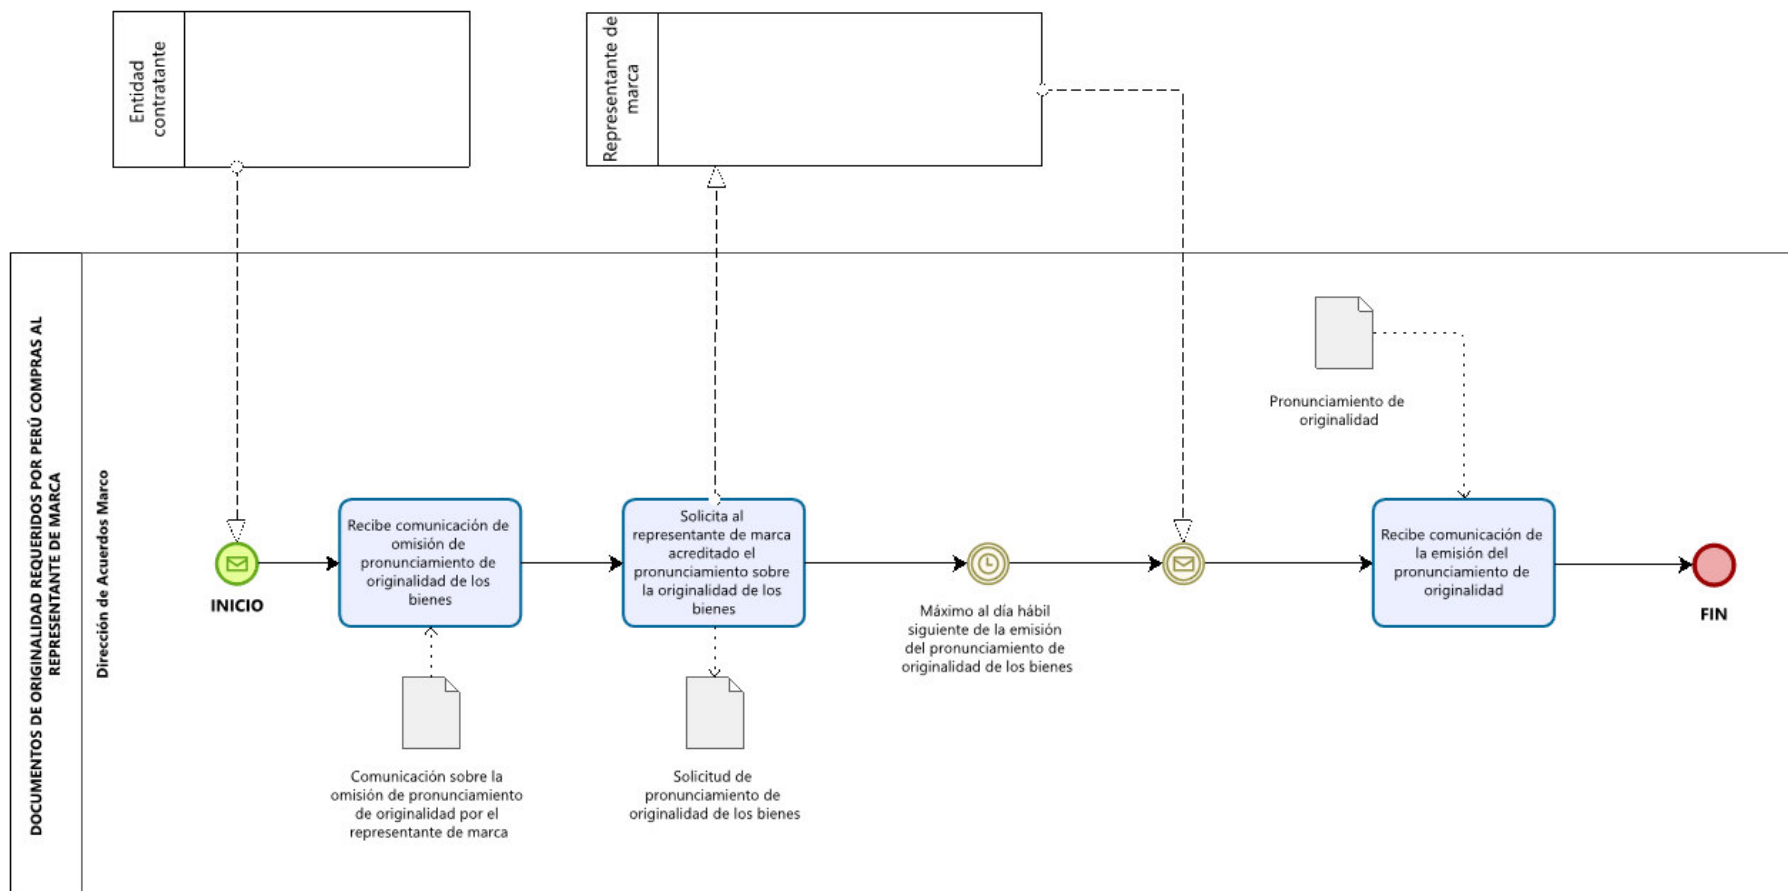 Entidad
contratante
Representante de
marca
DOCUMENTOS DE ORIGINALIDAD REQUERIDOS POR PERÚ COMPRAS AL
REPRESENTANTE DE MARCA
Dirección de Acuerdos Marco
INICIO
Recibe comunicación de
omisión de
pronunciamiento de
originalidad de los
bienes
Comunicación sobre la
omisión de pronunciamiento
de originalidad por el
representante de marca
Solicita al
representante de marca
acreditado el
pronunciamiento sobre
la originalidad de los
bienes
Solicitud de
pronunciamiento de
originalidad de los bienes
Máximo al día hábil
siguiente de la emisión
del pronunciamiento de
originalidad de los bienes
Pronunciamiento de
originalidad
Recibe comunicación de
la emisión del
pronunciamiento de
originalidad
FIN